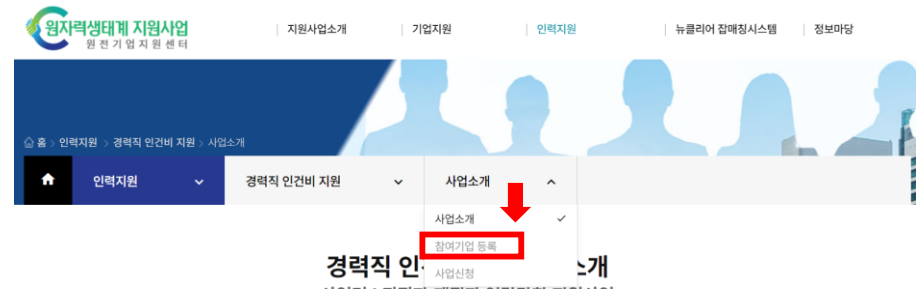 원자력생태계 지원사업
원전기업지원센터
지원사업소개 기업지원 인력지원 뉴클리어 잡매칭시스템 정보마당
홈 > 인력지원 > 경력직 인건비 지원 > 사업소개
인력지원 경력직 인건비 지원 사업소개
사업소개
참여기업 등록
경력직 인 소개
사업신청